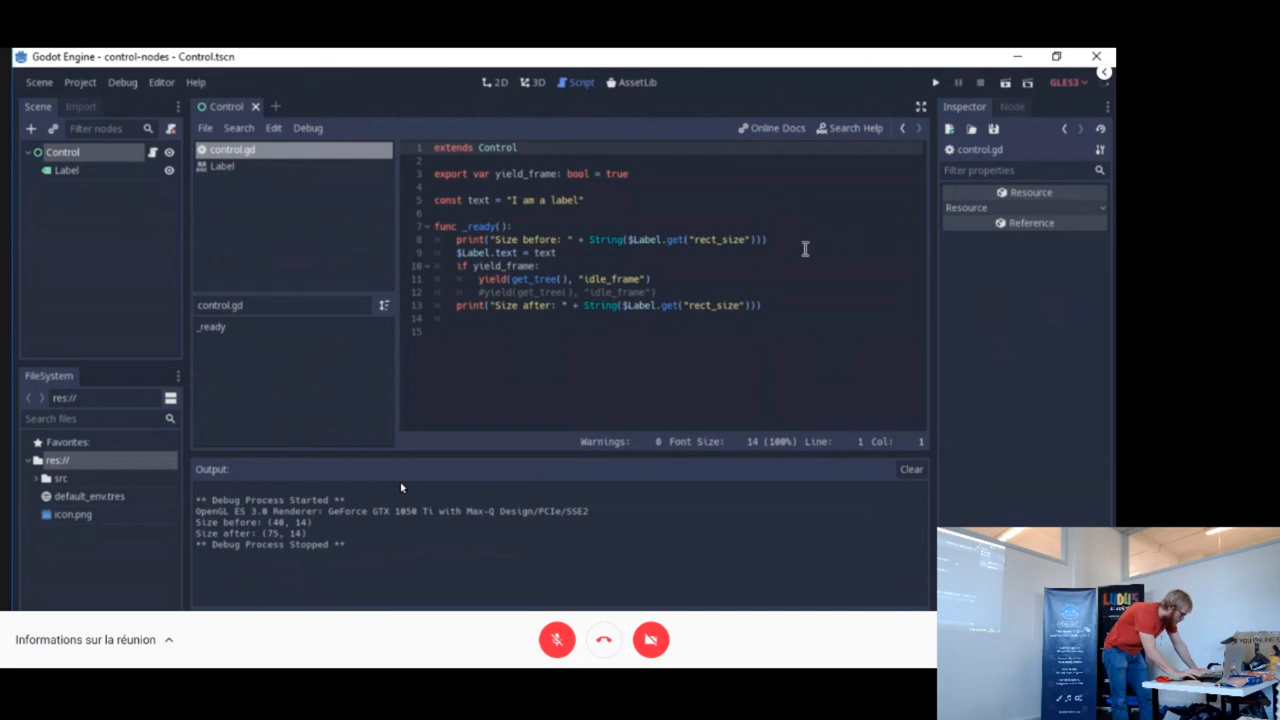 Godot Engine - control-nodes - Control.tscn
Scene Project Debug Editor Help
2D 3D Script AssetLib
GLES3
Scene Import
Control
Inspector Node
Filter nodes
File Search Edit Debug
Online Docs Search Help
Control
Label
control.gd
Label
control.gd
Filter properties
Resource
Resource
Reference
1 extends Control
2
3 export var yield_frame: bool = true
4
5 const text = "I am a label"
6
7 func _ready():
8 print("Size before: " + String($Label.get("rect_size")))
9 $Label.text = text
10 if yield_frame:
11 yield(get_tree(), "idle_frame")
12 #yield(get_tree(), "idle_frame")
13 print("Size after: " + String($Label.get("rect_size")))
14
15
control.gd
_ready
Warnings: 0 Font Size: 14 (100%) Line: 1 Col: 1
FileSystem
res://
Search files
Favorites:
res://
src
default_env.tres
icon.png
Output:
Clear
** Debug Process Started **
OpenGL ES 3.0 Renderer: GeForce GTX 1050 Ti with Max-Q Design/PCIe/SSE2
Size before: (40, 14)
Size after: (75, 14)
** Debug Process Stopped **
Informations sur la réunion
LUDUS